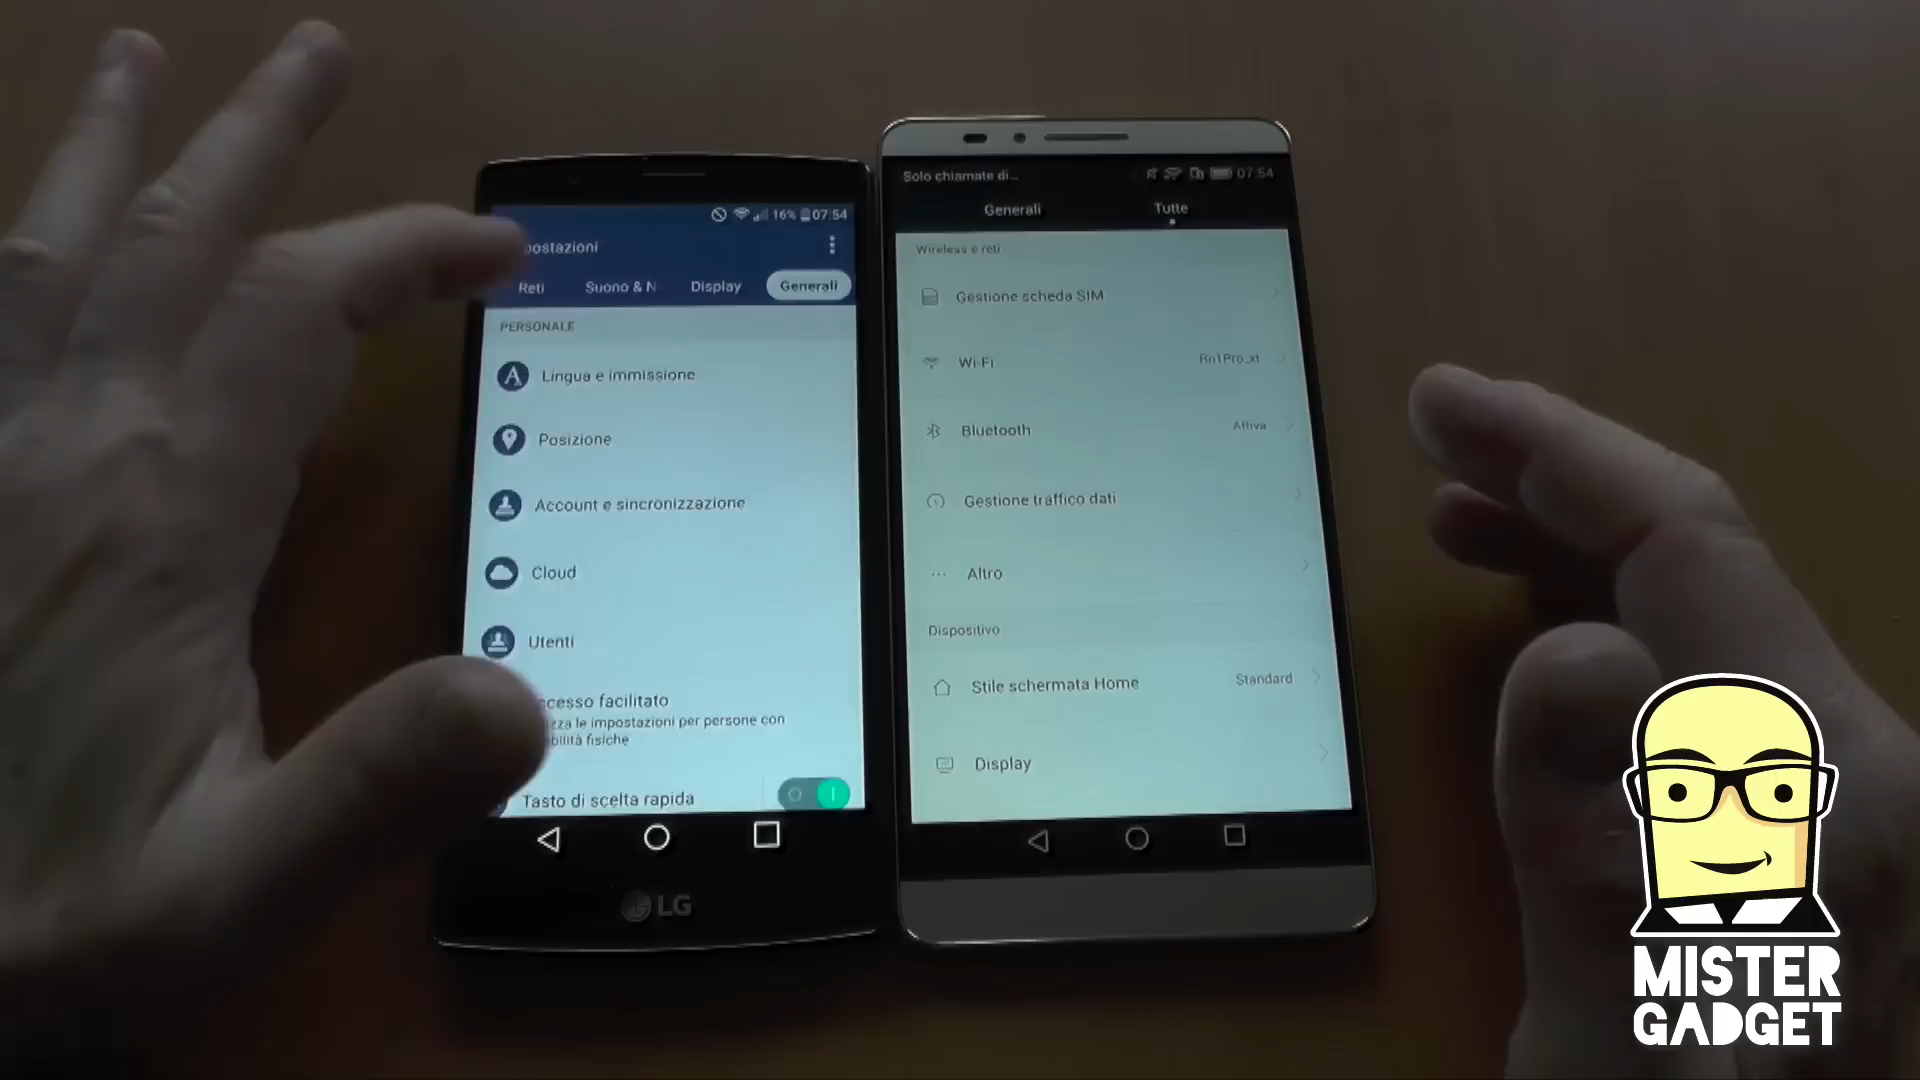 16% 07:54
postazioni
Reti Suono & N Display Generali
PERSONALE
Lingua e immissione
Posizione
Account e sincronizzazione
Cloud
Utenti
ccesso facilitato
zza le impostazioni per persone con
bilità fisiche
Tasto di scelta rapida
LG
Solo chiamate di... 07:54
Generali Tutte
Wireless e reti
Gestione scheda SIM
Wi-Fi Rn1Pro_xt
Bluetooth Attiva
Gestione traffico dati
Altro
Dispositivo
Stile schermata Home Standard
Display
MISTER
GADGET